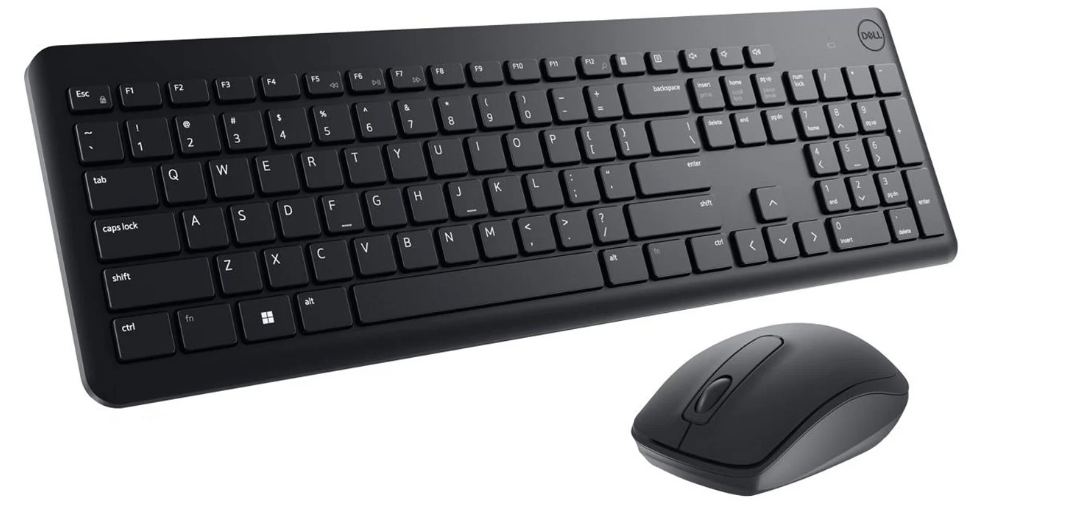 DELL
Esc F1 F2 F3 F4 F5 F6 F7 F8 F9 F10 F11 F12
~ ! @ # $ % ^ & * ( ) _ + backspace insert home pg up num lock / * -
` 1 2 3 4 5 6 7 8 9 0 - =
tab Q W E R T Y U I O P { } | delete end pg dn 7 8 9 +
[ ] \ home pg up
caps lock A S D F G H J K L : " enter 4 5 6
; '
shift Z X C V B N M < > ? shift 1 2 3 enter
, . / end pg dn
ctrl fn alt alt fn ctrl 0 .
insert delete